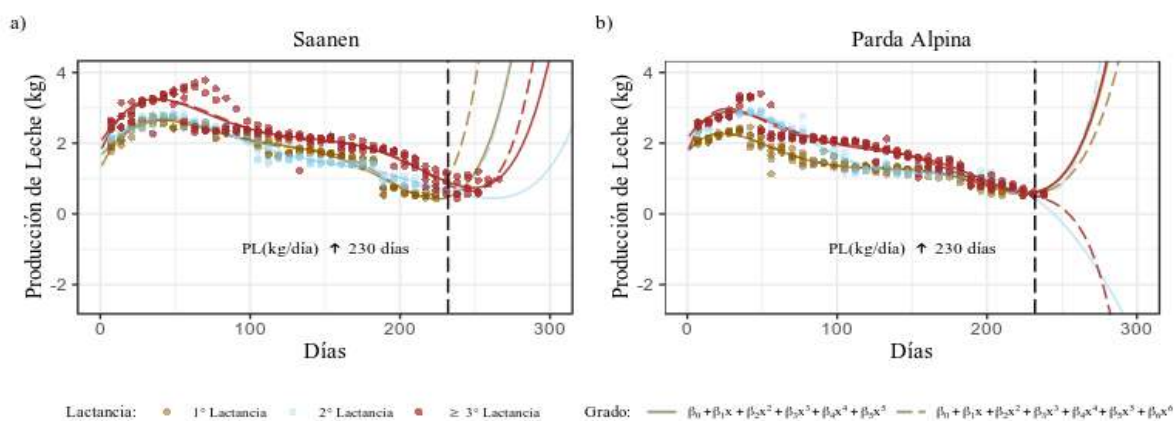 a)
Saanen
Producción de Leche (kg)
4
2
0
-2
PL(kg/día) ↑ 230 días
0 100 200 300
Días
b)
Parda Alpina
Producción de Leche (kg)
4
2
0
-2
PL(kg/día) ↑ 230 días
0 100 200 300
Días
Lactancia: 1° Lactancia 2° Lactancia ≥ 3° Lactancia Grado: β₀ + β₁x + β₂x² + β₃x³ + β₄x⁴ + β₅x⁵ β₀ + β₁x + β₂x² + β₃x³ + β₄x⁴ + β₅x⁵ + β₆x⁶